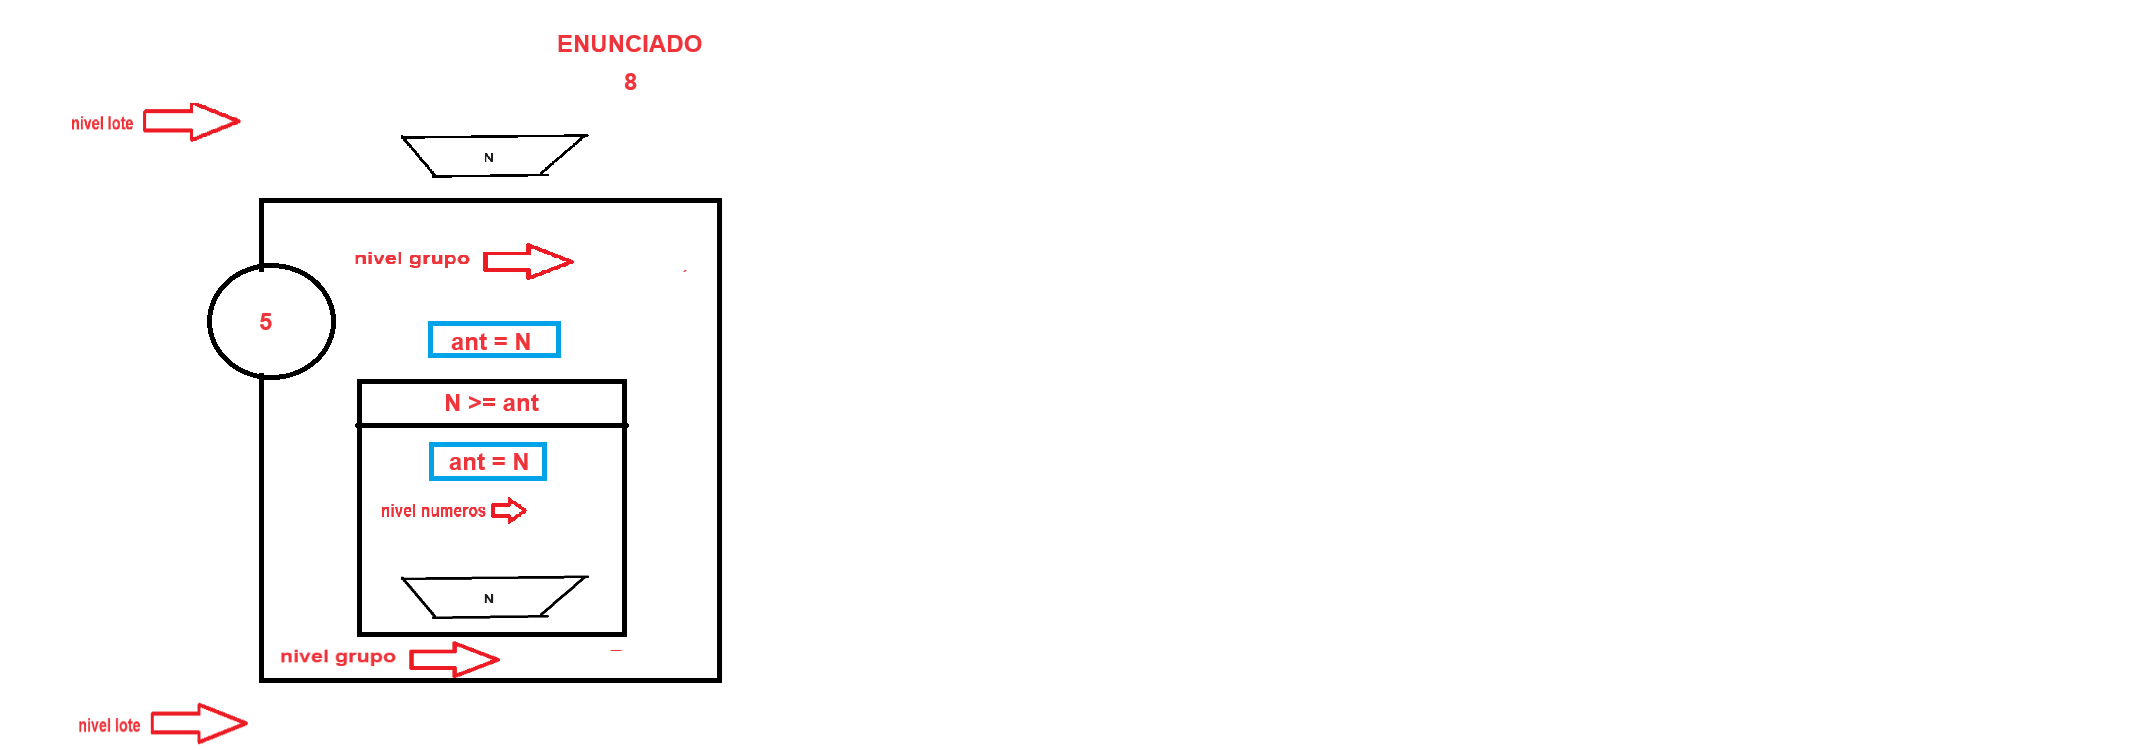 ENUNCIADO
8
nivel lote
N
nivel grupo
5
ant = N
N >= ant
ant = N
nivel numeros
N
nivel grupo
nivel lote